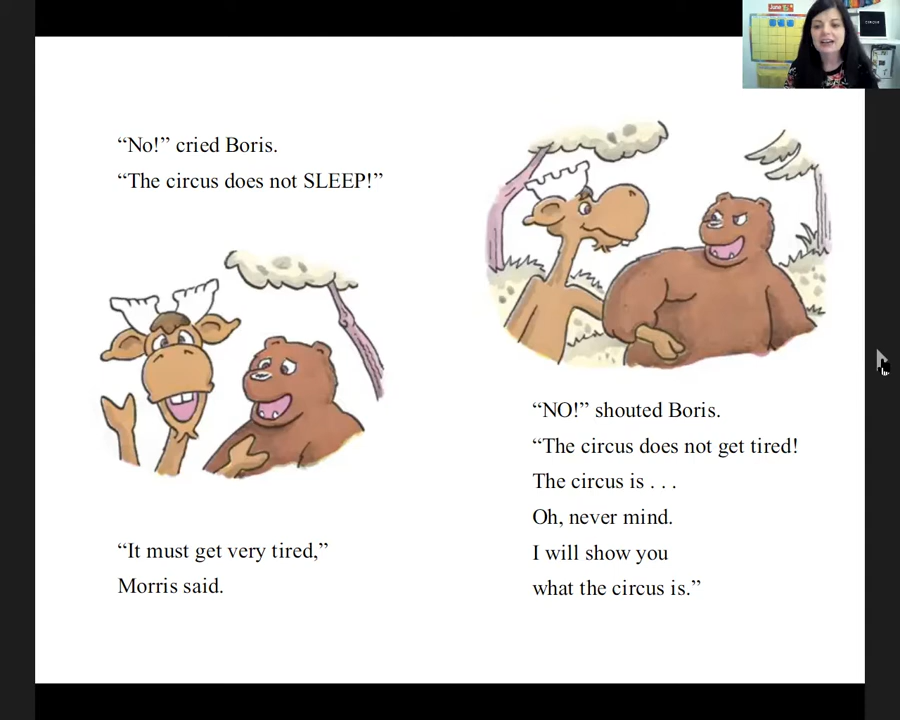 “No!” cried Boris.
“The circus does not SLEEP!”
“It must get very tired,”
Morris said.
“NO!” shouted Boris.
“The circus does not get tired!
The circus is . . .
Oh, never mind.
I will show you
what the circus is.”
June